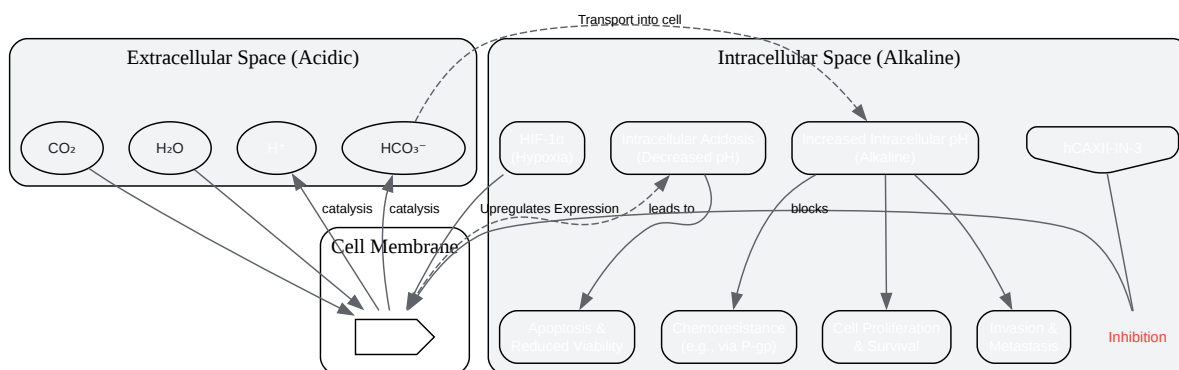 Transport into cell
Extracellular Space (Acidic)
Intracellular Space (Alkaline)
CO₂
H₂O
H⁺
HCO₃⁻
HIF-1α
(Hypoxia)
Intracellular Acidosis
(Decreased pH)
Increased Intracellular pH
(Alkaline)
hCAXII-IN-3
catalysis
catalysis
Upregulates Expression
leads to
blocks
Cell Membrane
Apoptosis &
Reduced Viability
Chemoresistance
(e.g., via P-gp)
Cell Proliferation
& Survival
Invasion &
Metastasis
Inhibition